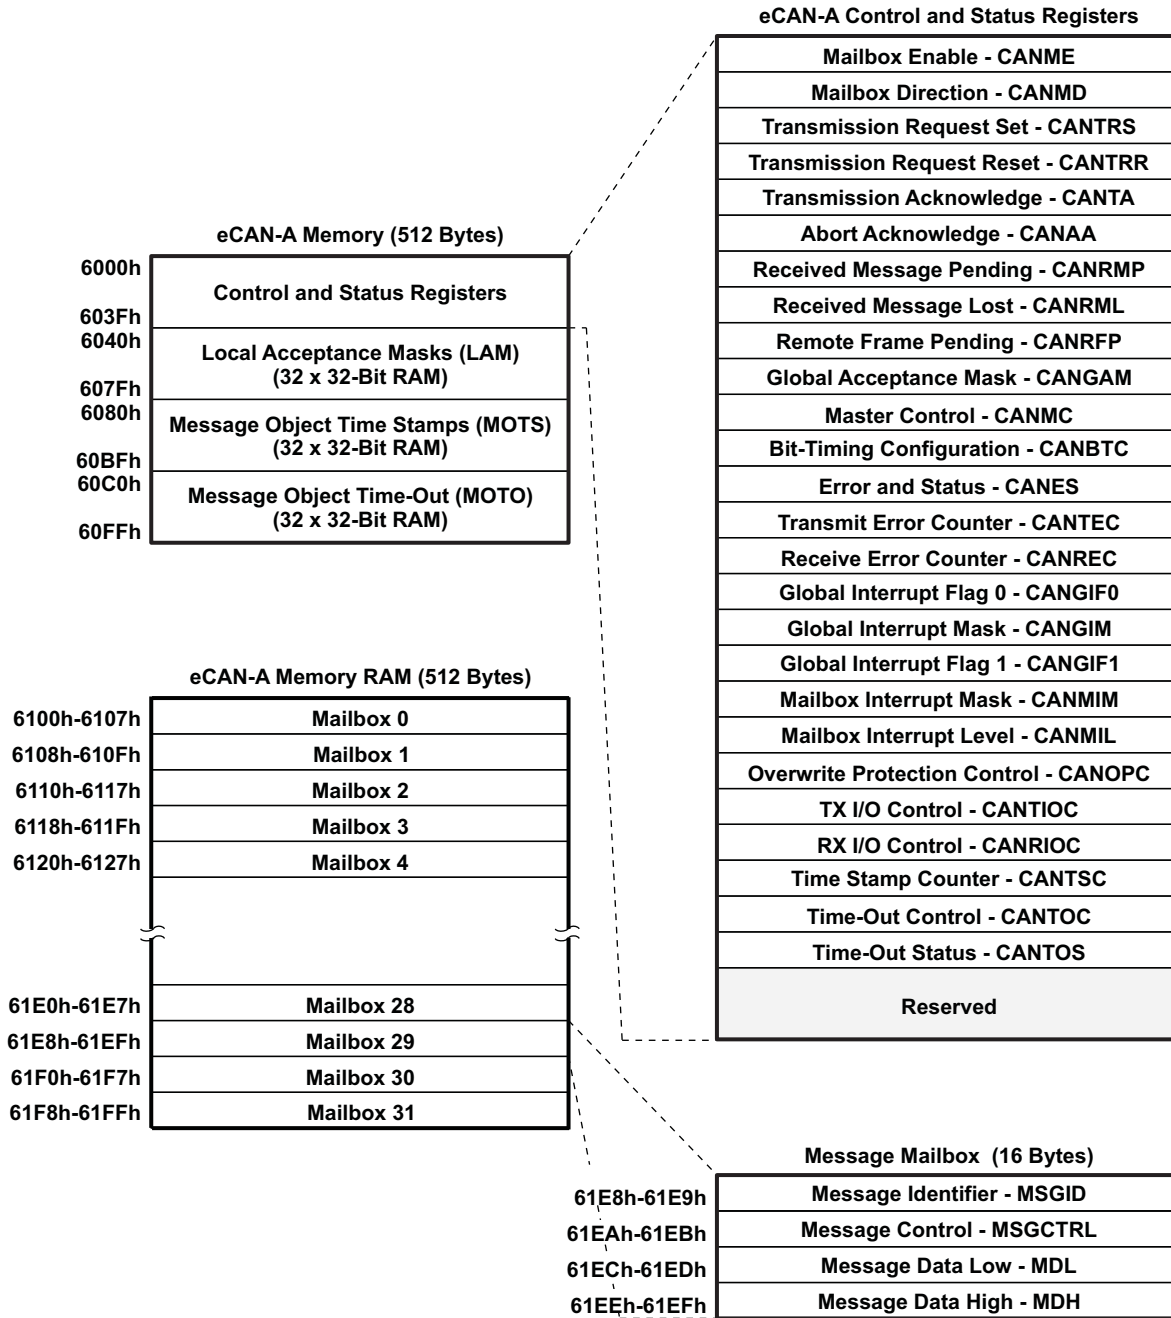 eCAN-A Control and Status Registers
Mailbox Enable - CANME
Mailbox Direction - CANMD
Transmission Request Set - CANTRS
Transmission Request Reset - CANTRR
Transmission Acknowledge - CANTA
Abort Acknowledge - CANAA
Received Message Pending - CANRMP
Received Message Lost - CANRML
Remote Frame Pending - CANRFP
Global Acceptance Mask - CANGAM
Master Control - CANMC
Bit-Timing Configuration - CANBTC
Error and Status - CANES
Transmit Error Counter - CANTEC
Receive Error Counter - CANREC
Global Interrupt Flag 0 - CANGIF0
Global Interrupt Mask - CANGIM
Global Interrupt Flag 1 - CANGIF1
Mailbox Interrupt Mask - CANMIM
Mailbox Interrupt Level - CANMIL
Overwrite Protection Control - CANOPC
TX I/O Control - CANTIOC
RX I/O Control - CANRIOC
Time Stamp Counter - CANTSC
Time-Out Control - CANTOC
Time-Out Status - CANTOS
Reserved
eCAN-A Memory (512 Bytes)
6000h
Control and Status Registers
603Fh
6040h
Local Acceptance Masks (LAM)
(32 x 32-Bit RAM)
607Fh
6080h
Message Object Time Stamps (MOTS)
(32 x 32-Bit RAM)
60BFh
60C0h
Message Object Time-Out (MOTO)
(32 x 32-Bit RAM)
60FFh
eCAN-A Memory RAM (512 Bytes)
6100h-6107h Mailbox 0
6108h-610Fh Mailbox 1
6110h-6117h Mailbox 2
6118h-611Fh Mailbox 3
6120h-6127h Mailbox 4
61E0h-61E7h Mailbox 28
61E8h-61EFh Mailbox 29
61F0h-61F7h Mailbox 30
61F8h-61FFh Mailbox 31
Message Mailbox (16 Bytes)
61E8h-61E9h Message Identifier - MSGID
61EAh-61EBh Message Control - MSGCTRL
61ECh-61EDh Message Data Low - MDL
61EEh-61EFh Message Data High - MDH